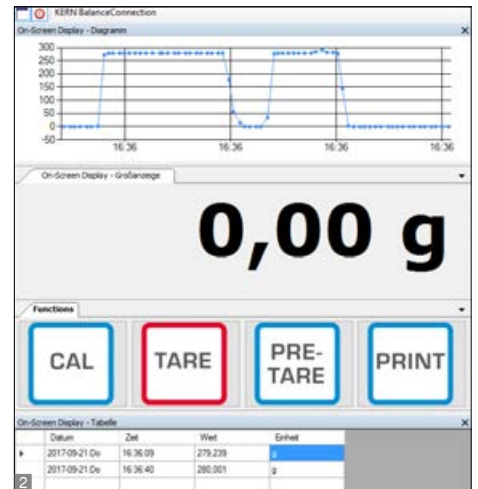 KERN BalanceConnection
On-Screen Display - Diagramm
300
250
200
150
100
50
0
-50
16:36 16:36 16:36 16:36
On-Screen Display - Großanzeige
0,00 g
Functions
CAL TARE PRE-TARE PRINT
On-Screen Display - Tabelle
Datum Zeit Wert Einheit
2017-09-21 Do 16:36:09 279,239 g
2017-09-21 Do 16:36:40 280,001 g
2